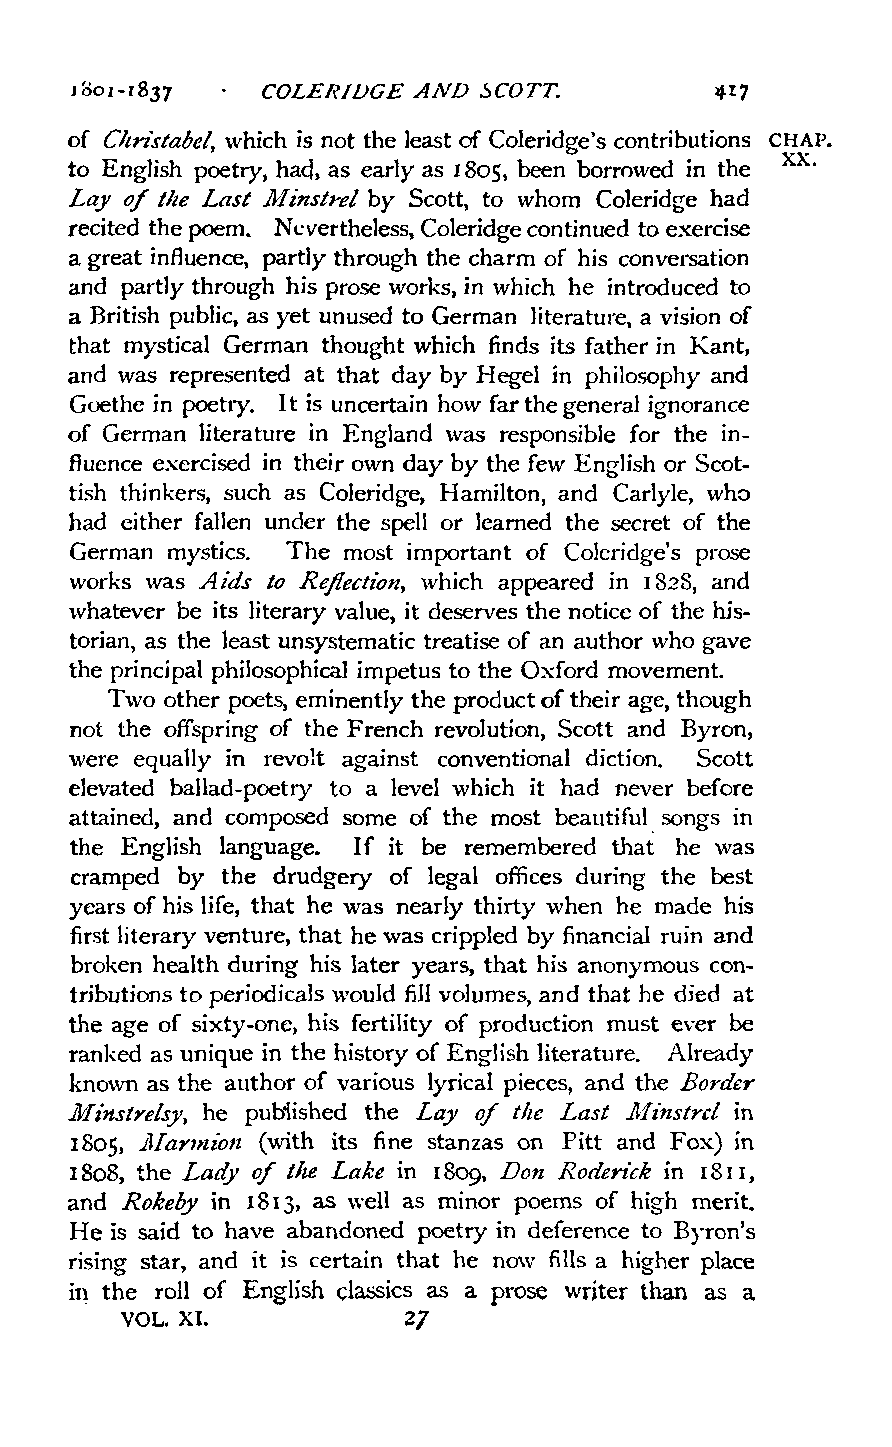 1801-1837 · COLERIDGE AND SCOTT. 417
of Christabel, which is not the least of Coleridge's contributions CHAP.
to English poetry, had, as early as 1805, been borrowed in the XX.
Lay of the Last Minstrel by Scott, to whom Coleridge had
recited the poem. Nevertheless, Coleridge continued to exercise
a great influence, partly through the charm of his conversation
and partly through his prose works, in which he introduced to
a British public, as yet unused to German literature, a vision of
that mystical German thought which finds its father in Kant,
and was represented at that day by Hegel in philosophy and
Goethe in poetry. It is uncertain how far the general ignorance
of German literature in England was responsible for the in-
fluence exercised in their own day by the few English or Scot-
tish thinkers, such as Coleridge, Hamilton, and Carlyle, who
had either fallen under the spell or learned the secret of the
German mystics. The most important of Coleridge's prose
works was Aids to Reflection, which appeared in 1828, and
whatever be its literary value, it deserves the notice of the his-
torian, as the least unsystematic treatise of an author who gave
the principal philosophical impetus to the Oxford movement.
Two other poets, eminently the product of their age, though
not the offspring of the French revolution, Scott and Byron,
were equally in revolt against conventional diction. Scott
elevated ballad-poetry to a level which it had never before
attained, and composed some of the most beautiful songs in
the English language. If it be remembered that he was
cramped by the drudgery of legal offices during the best
years of his life, that he was nearly thirty when he made his
first literary venture, that he was crippled by financial ruin and
broken health during his later years, that his anonymous con-
tributions to periodicals would fill volumes, and that he died at
the age of sixty-one, his fertility of production must ever be
ranked as unique in the history of English literature. Already
known as the author of various lyrical pieces, and the Border
Minstrelsy, he published the Lay of the Last Minstrel in
1805, Marmion (with its fine stanzas on Pitt and Fox) in
1808, the Lady of the Lake in 1809, Don Roderick in 1811,
and Rokeby in 1813, as well as minor poems of high merit.
He is said to have abandoned poetry in deference to Byron's
rising star, and it is certain that he now fills a higher place
in the roll of English classics as a prose writer than as a
VOL. XI. 27